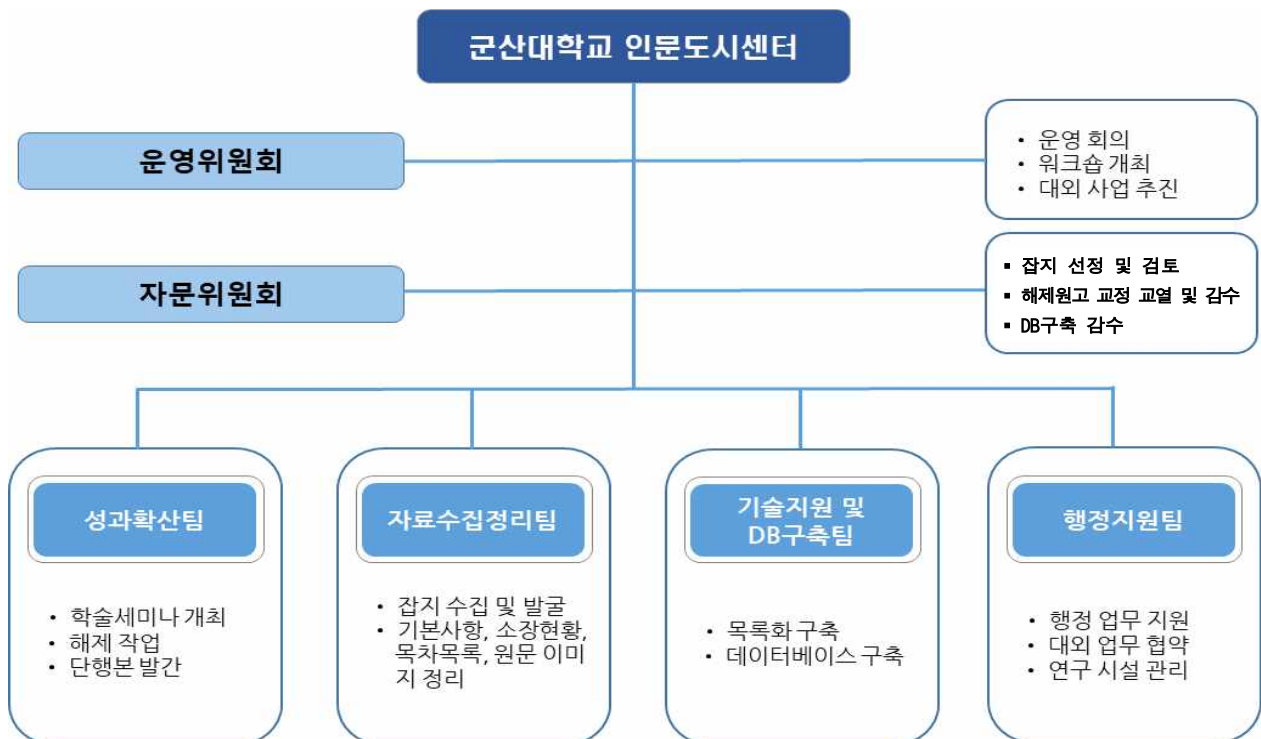 군산대학교 인문도시센터
운영위원회
• 운영 회의
• 워크숍 개최
• 대외 사업 추진
자문위원회
▪ 잡지 선정 및 검토
▪ 해제원고 교정 교열 및 감수
▪ DB구축 감수
성과확산팀
• 학술세미나 개최
• 해제 작업
• 단행본 발간
자료수집정리팀
• 잡지 수집 및 발굴
• 기본사항, 소장현황,
목차목록, 원문 이미
지 정리
기술지원 및
DB구축팀
• 목록화 구축
• 데이터베이스 구축
행정지원팀
• 행정 업무 지원
• 대외 업무 협약
• 연구 시설 관리